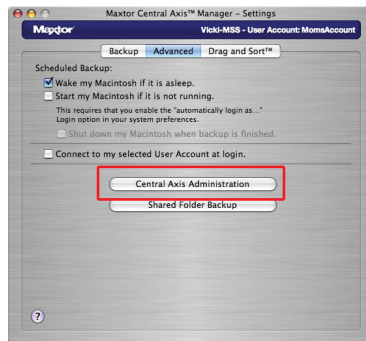 Maxtor Central Axis™ Manager – Settings
Maxtor
Vicki-MSS - User Account: MomsAccount
Backup Advanced Drag and Sort™
Scheduled Backup:
Wake my Macintosh if it is asleep.
Start my Macintosh if it is not running.
This requires that you enable the "automatically login as..."
Login option in your system preferences.
Shut down my Macintosh when backup is finished.
Connect to my selected User Account at login.
Central Axis Administration
Shared Folder Backup
?